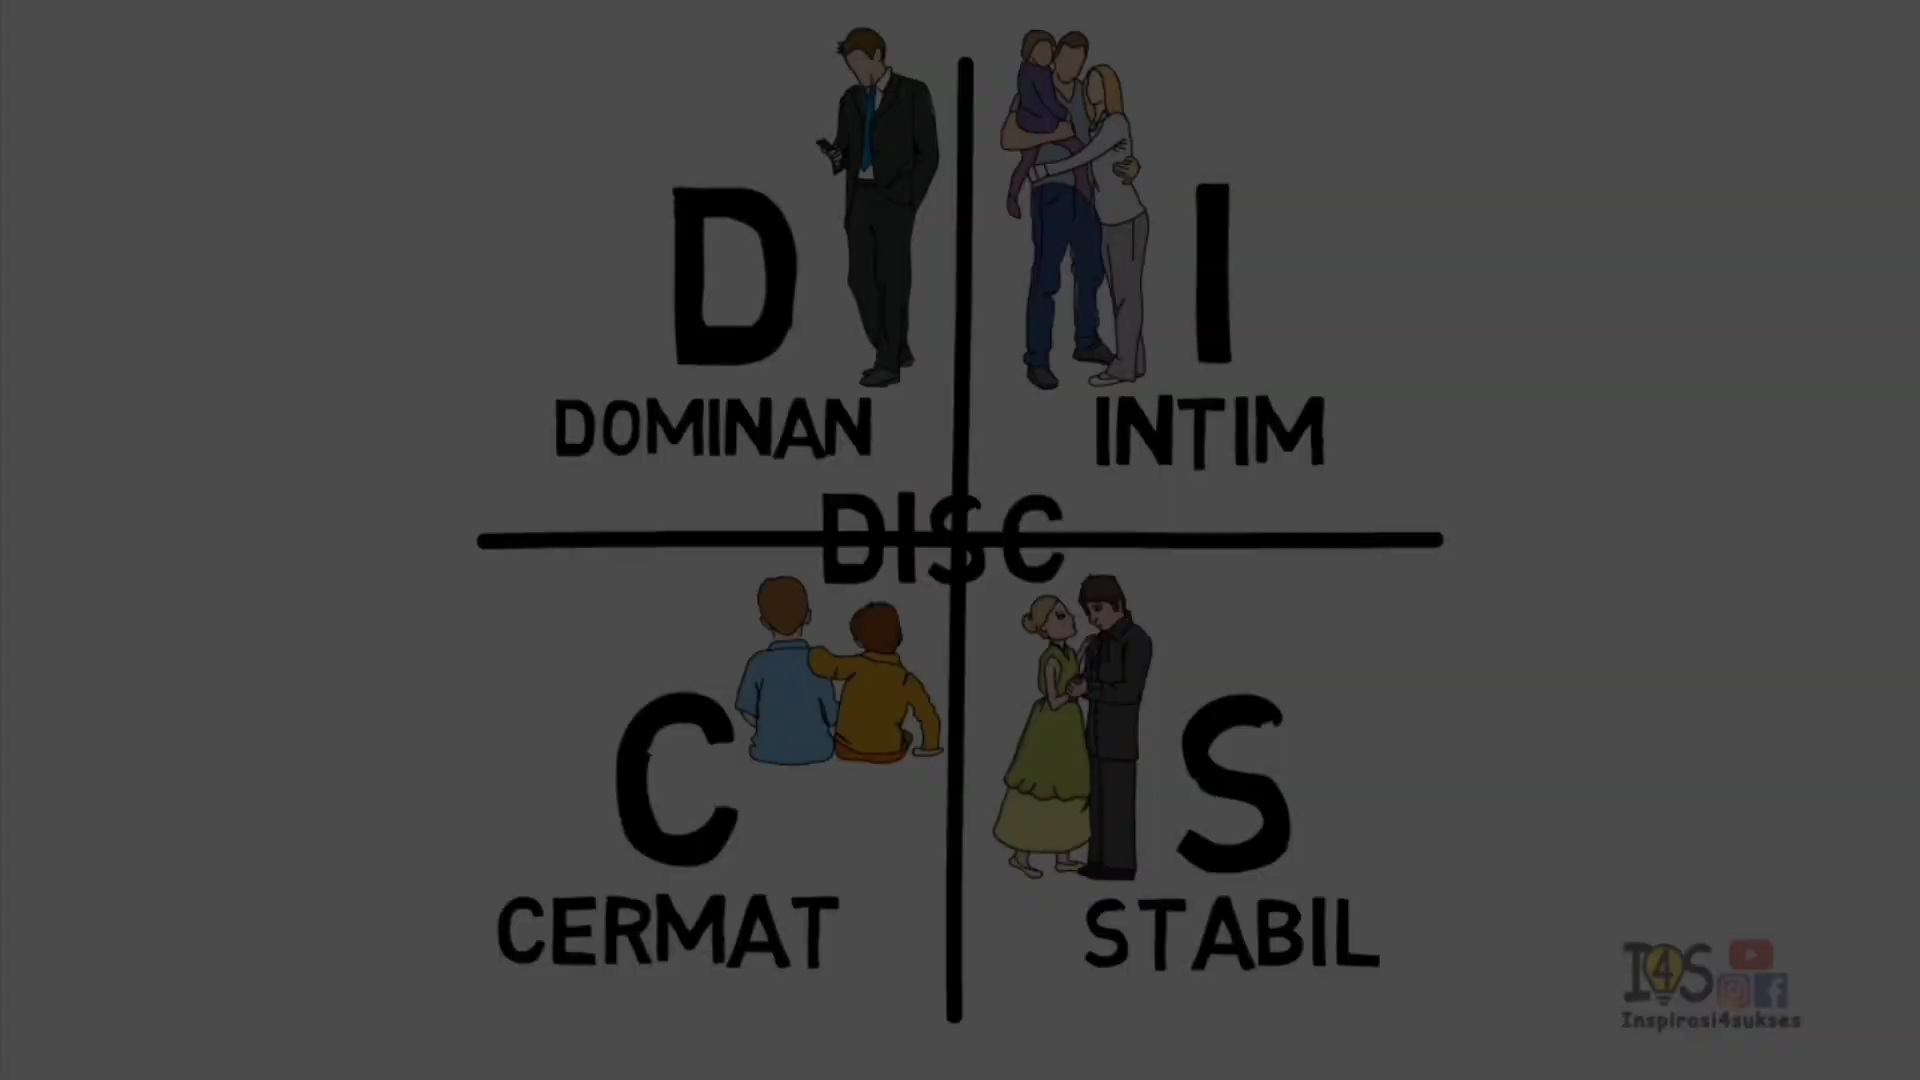 D
I
DOMINAN
INTIM
DISC
C
S
CERMAT
STABIL
I4S
Inspirasi4sukses